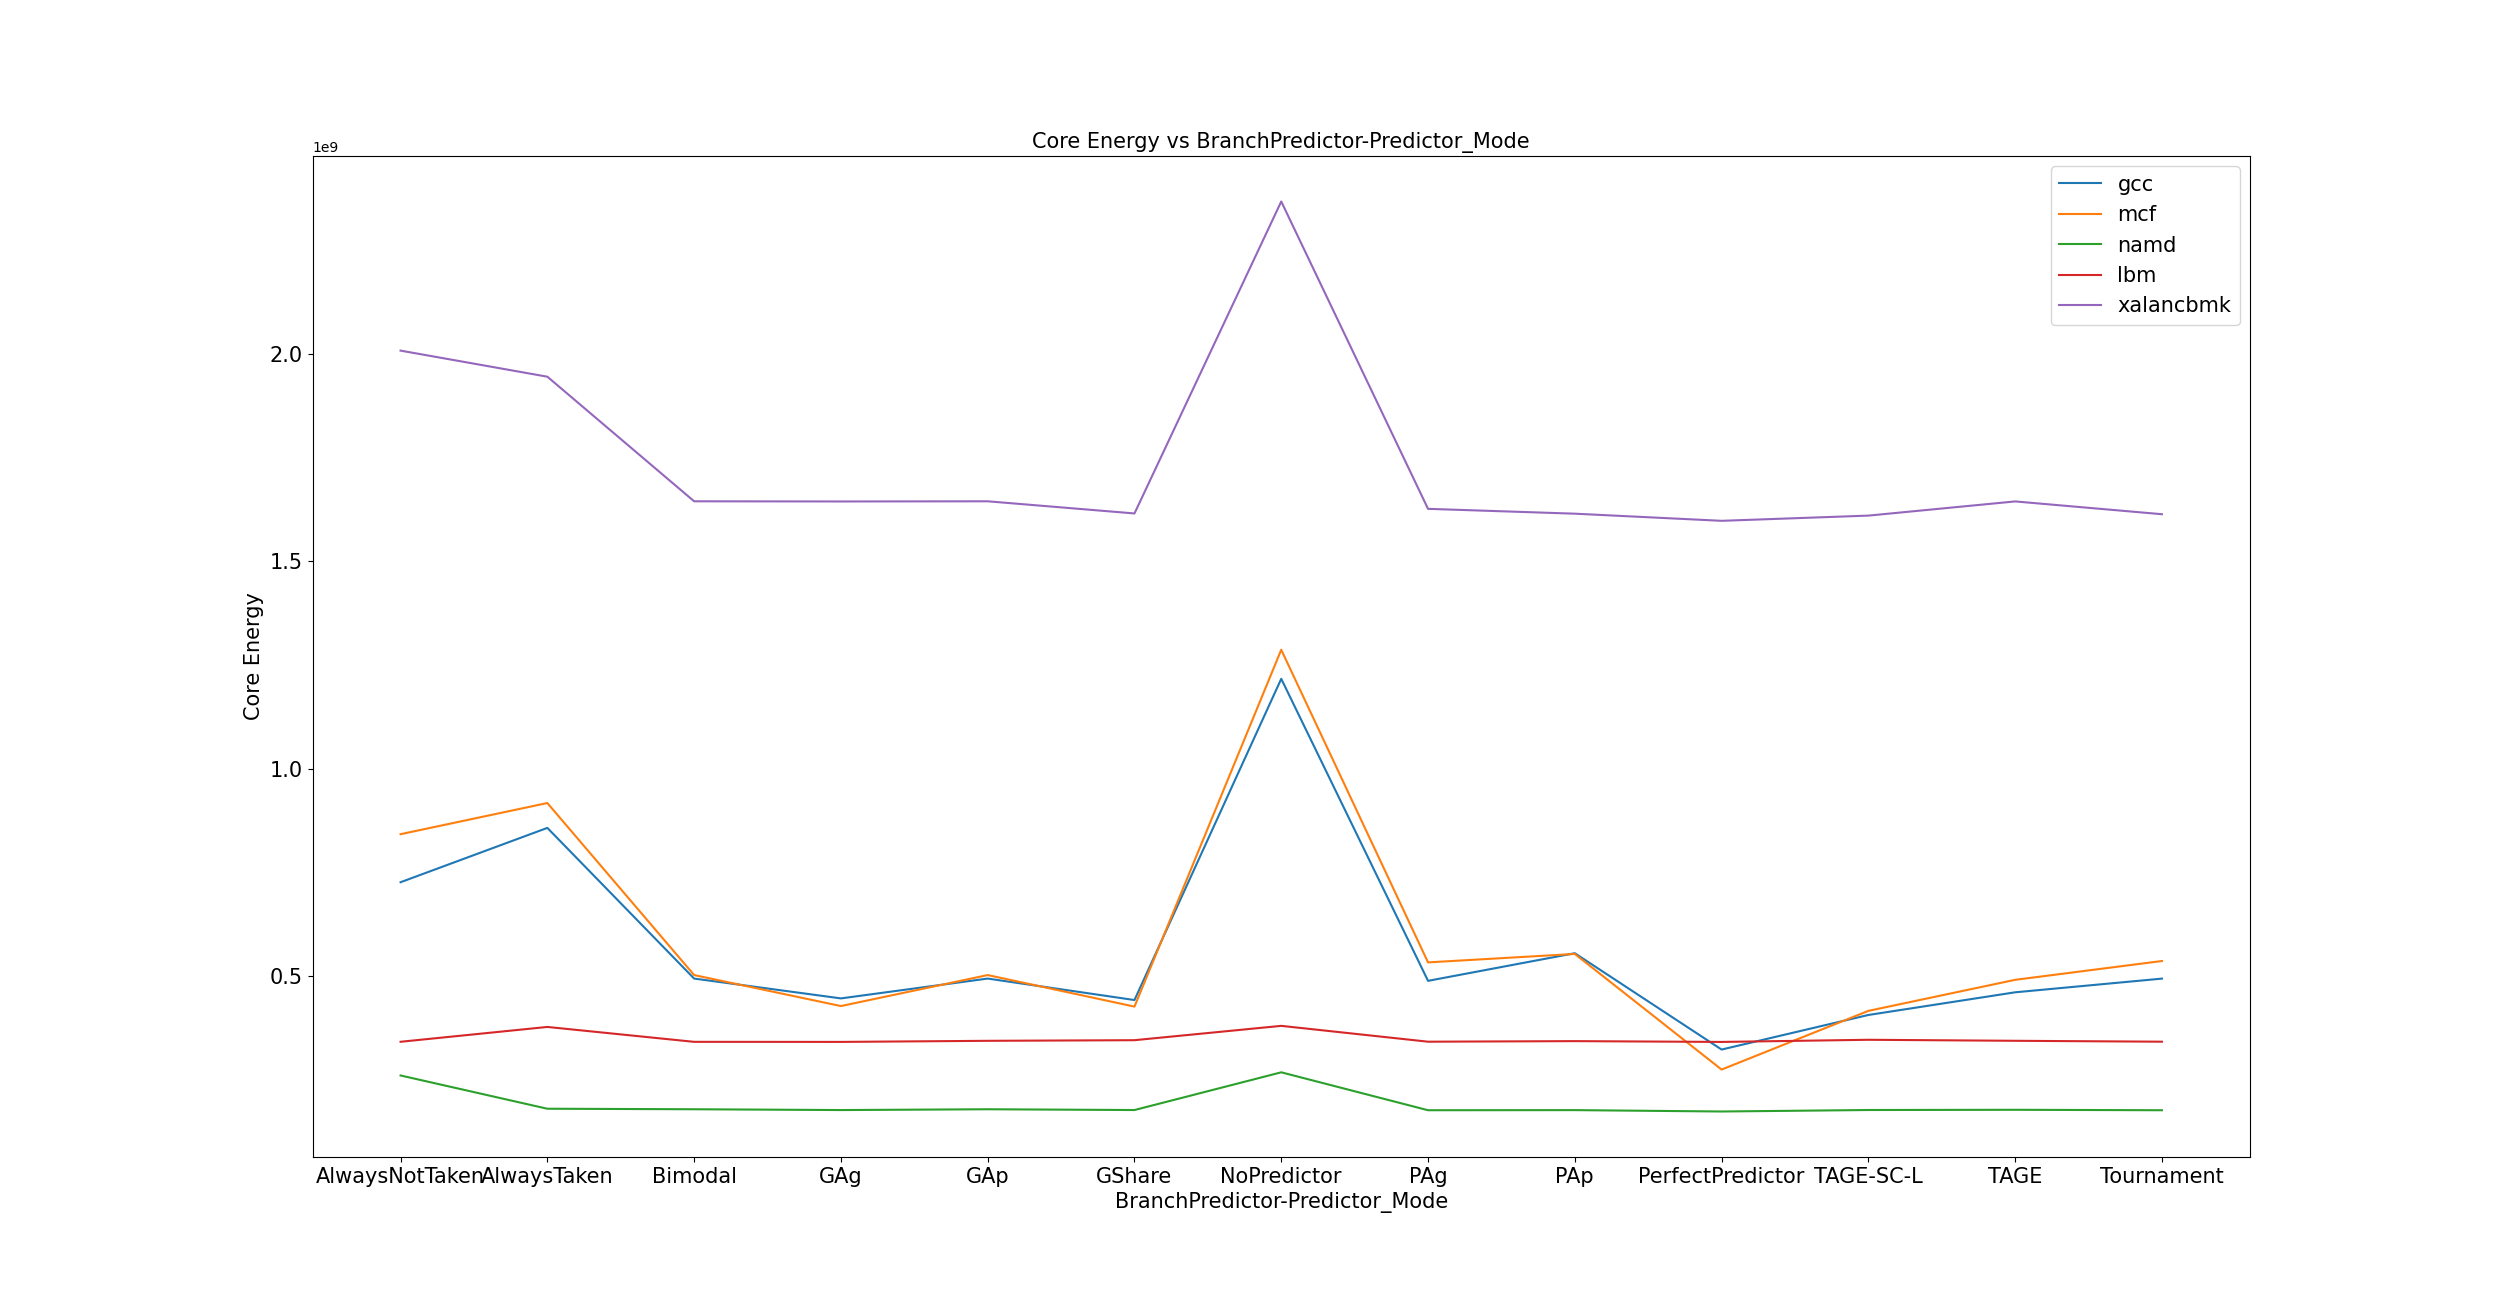 Core Energy vs BranchPredictor-Predictor_Mode
1e9
gcc
mcf
namd
lbm
xalancbmk
2.0
1.5
1.0
0.5
Core Energy
AlwaysNotTaken AlwaysTaken Bimodal GAg GAp GShare NoPredictor PAg PAp PerfectPredictor TAGE-SC-L TAGE Tournament
BranchPredictor-Predictor_Mode